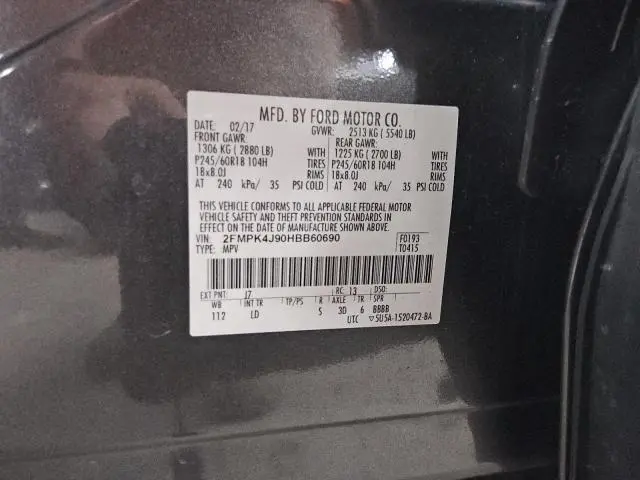 MFD. BY FORD MOTOR CO.
DATE: 02/17 GVWR: 2513 KG ( 5540 LB)
FRONT GAWR: REAR GAWR:
1306 KG ( 2880 LB) 1225 KG ( 2700 LB)
P245/60R18 104H TIRES P245/60R18 104H TIRES
18x8.0J RIMS 18x8.0J RIMS
AT 240 kPa/ 35 PSI COLD AT 240 kPa/ 35 PSI COLD
THIS VEHICLE CONFORMS TO ALL APPLICABLE FEDERAL MOTOR
VEHICLE SAFETY AND THEFT PREVENTION STANDARDS IN
EFFECT ON THE DATE OF MANUFACTURE SHOWN ABOVE.
VIN: 2FMPK4J90HBB60690 F0193
TYPE: MPV T0415
EXT PNT: J7 RC: 13 DSO:
WB INT TR TP/PS R AXLE TR SPR
112 LD S 3D 6 BBBB
UTC ▽5U5A-1520472-BA